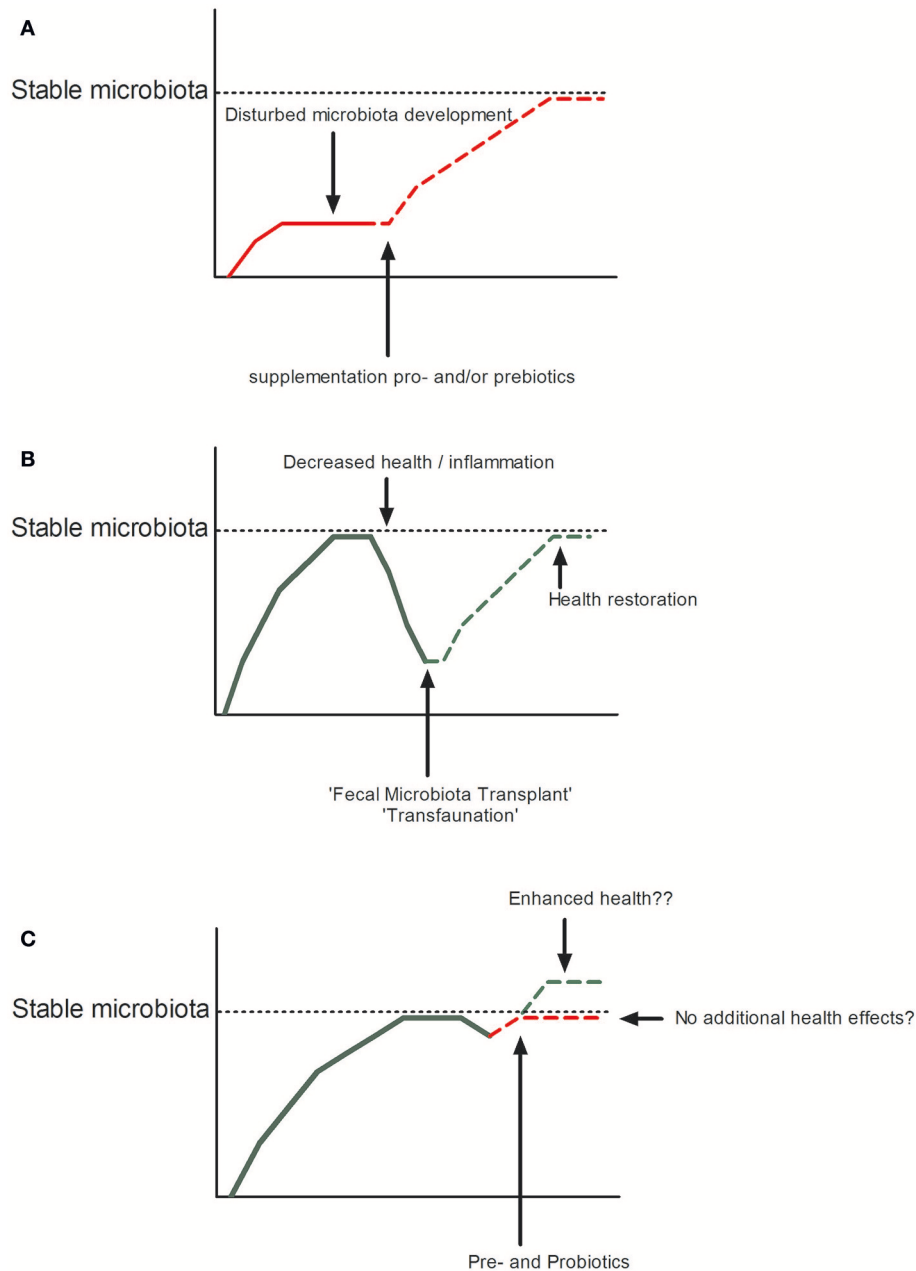 A
Stable microbiota
Disturbed microbiota development
supplementation pro- and/or prebiotics
B
Decreased health / inflammation
Stable microbiota
Health restoration
'Fecal Microbiota Transplant'
'Transfaunation'
Enhanced health??
C
Stable microbiota
No additional health effects?
Pre- and Probiotics